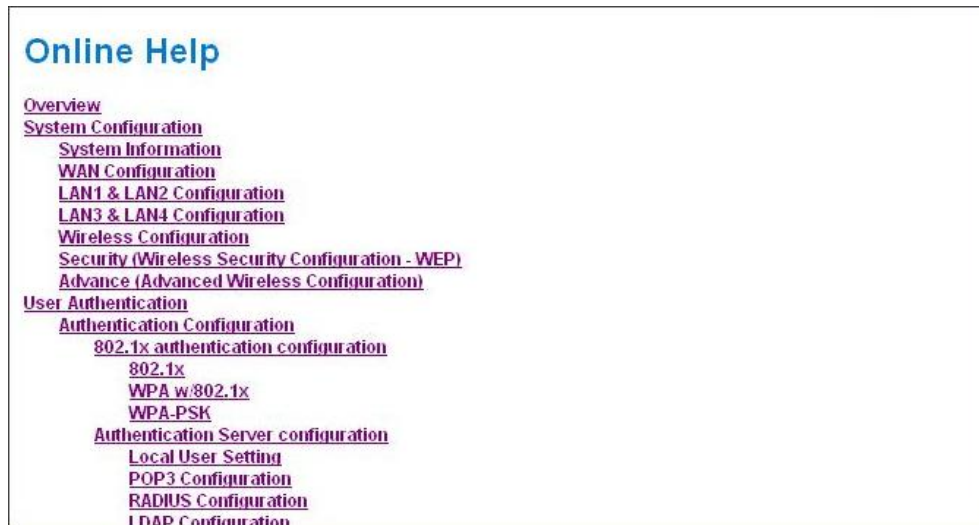 Online Help
Overview
System Configuration
System Information
WAN Configuration
LAN1 & LAN2 Configuration
LAN3 & LAN4 Configuration
Wireless Configuration
Security (Wireless Security Configuration - WEP)
Advance (Advanced Wireless Configuration)
User Authentication
Authentication Configuration
802.1x authentication configuration
802.1x
WPA w/802.1x
WPA-PSK
Authentication Server configuration
Local User Setting
POP3 Configuration
RADIUS Configuration
LDAP Configuration